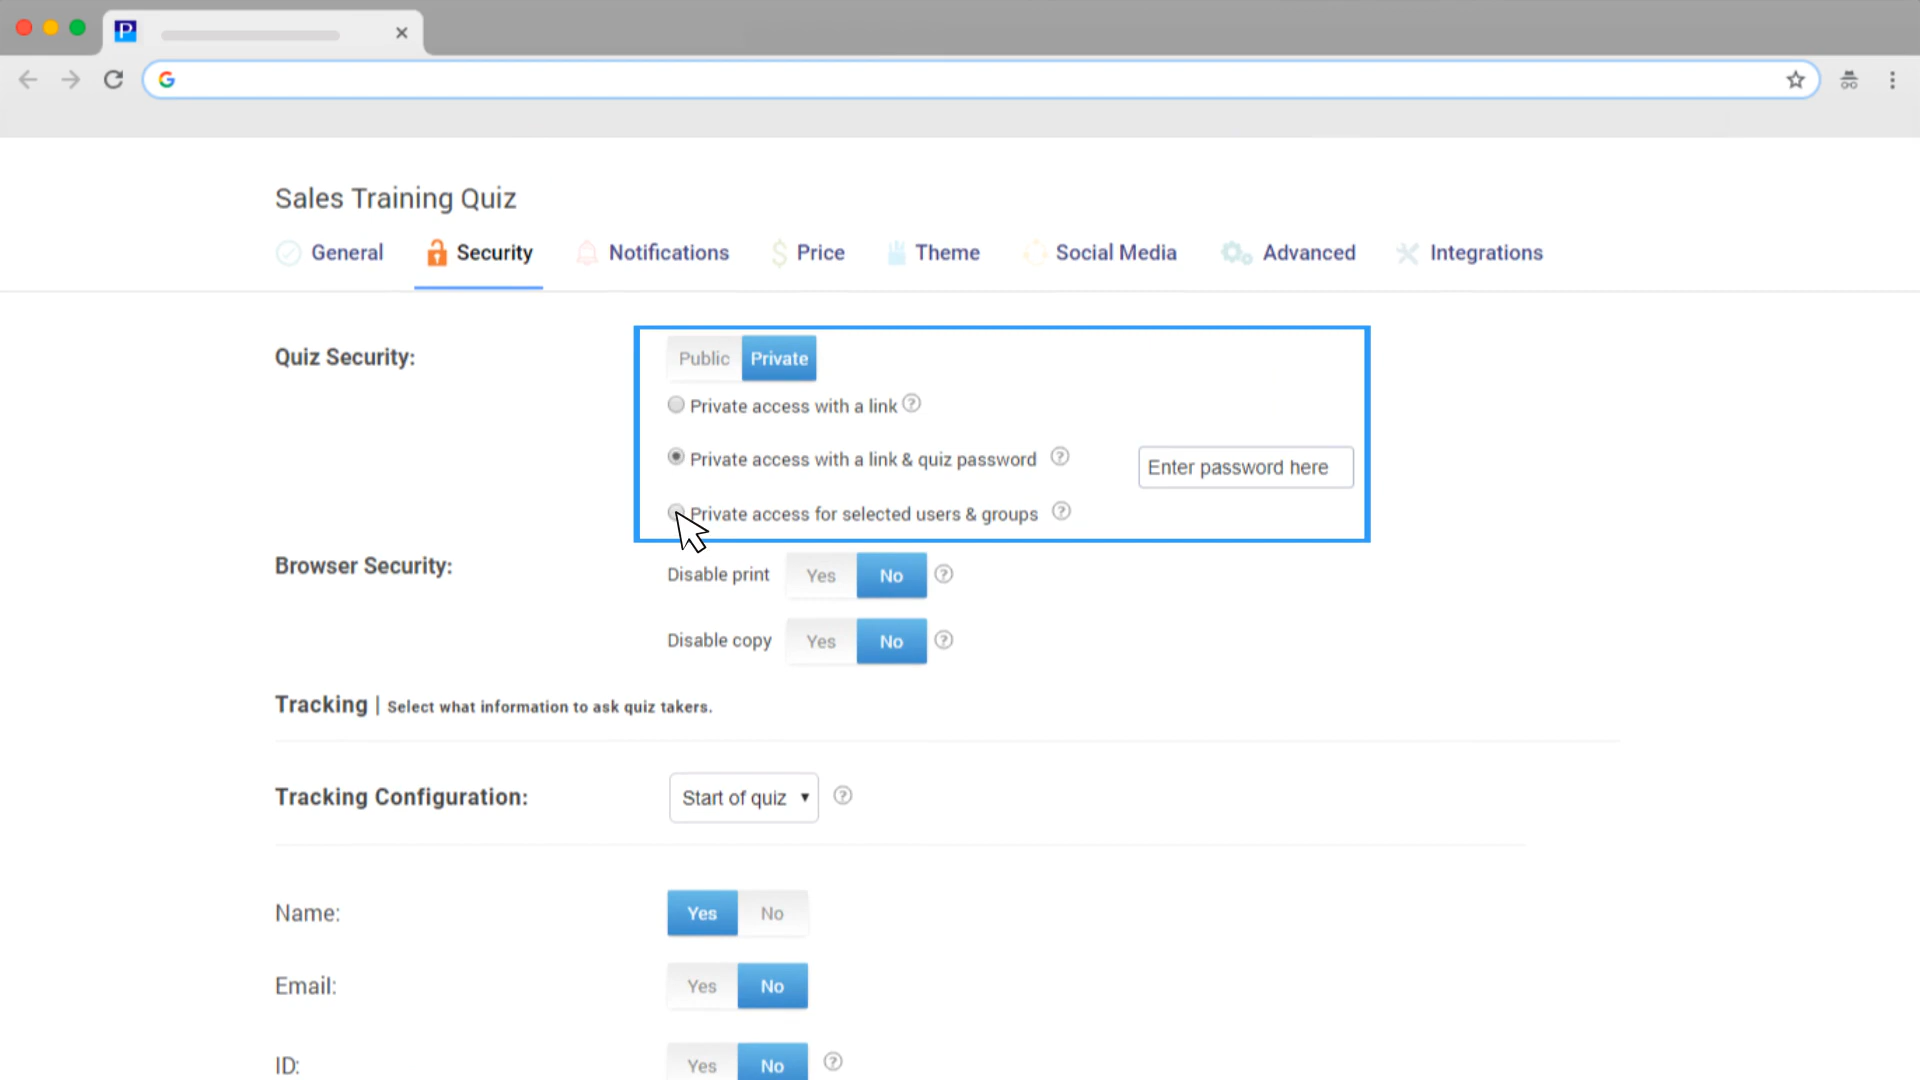 P
G
Sales Training Quiz
General Security Notifications $ Price Theme Social Media Advanced Integrations
Quiz Security: Public Private
Private access with a link ?
Private access with a link & quiz password ? Enter password here
Private access for selected users & groups ?
Browser Security: Disable print Yes No ?
Disable copy Yes No ?
Tracking | Select what information to ask quiz takers.
Tracking Configuration: Start of quiz ?
Name: Yes No
Email: Yes No
ID: Yes No ?